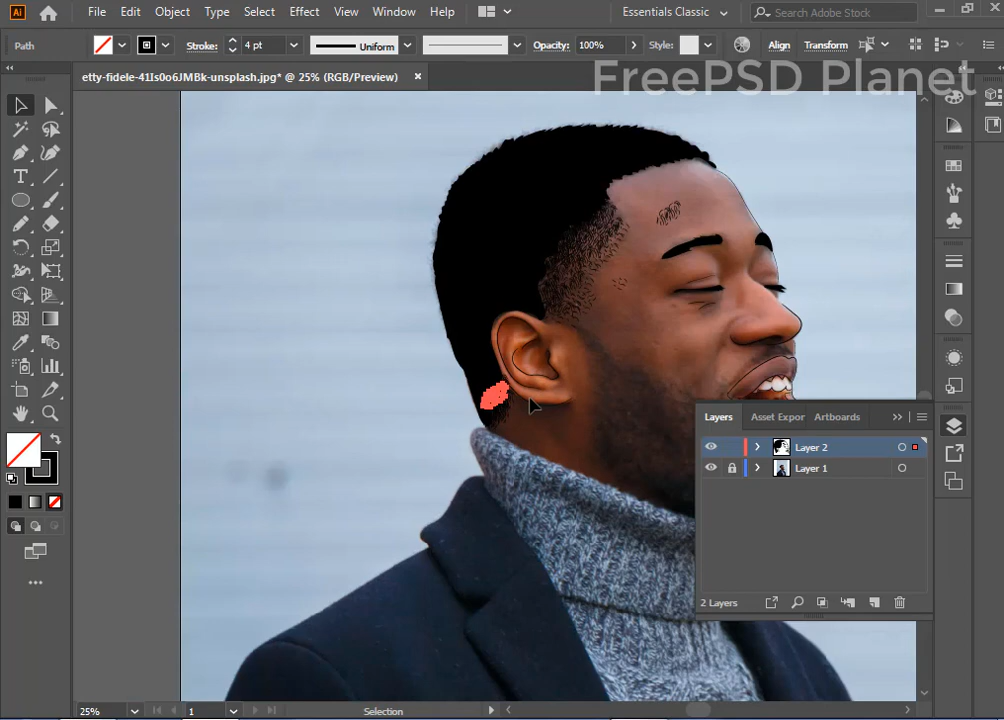 Ai File Edit Object Type Select Effect View Window Help Essentials Classic Search Adobe Stock
Path Stroke: 4 pt Uniform Opacity: 100% Style: Align Transform
etty-fidele-41Is0o6JMBk-unsplash.jpg* @ 25% (RGB/Preview)
FreePSD Planet
Layers Asset Expor Artboards
Layer 2
Layer 1
2 Layers
25% 1 Selection